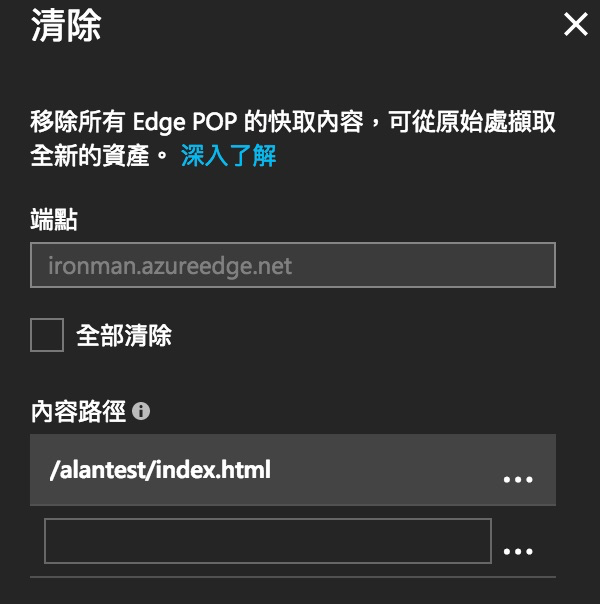 清除
移除所有 Edge POP 的快取內容，可從原始處擷取
全新的資產。 深入了解
端點
ironman.azureedge.net
全部清除
內容路徑
/alantest/index.html